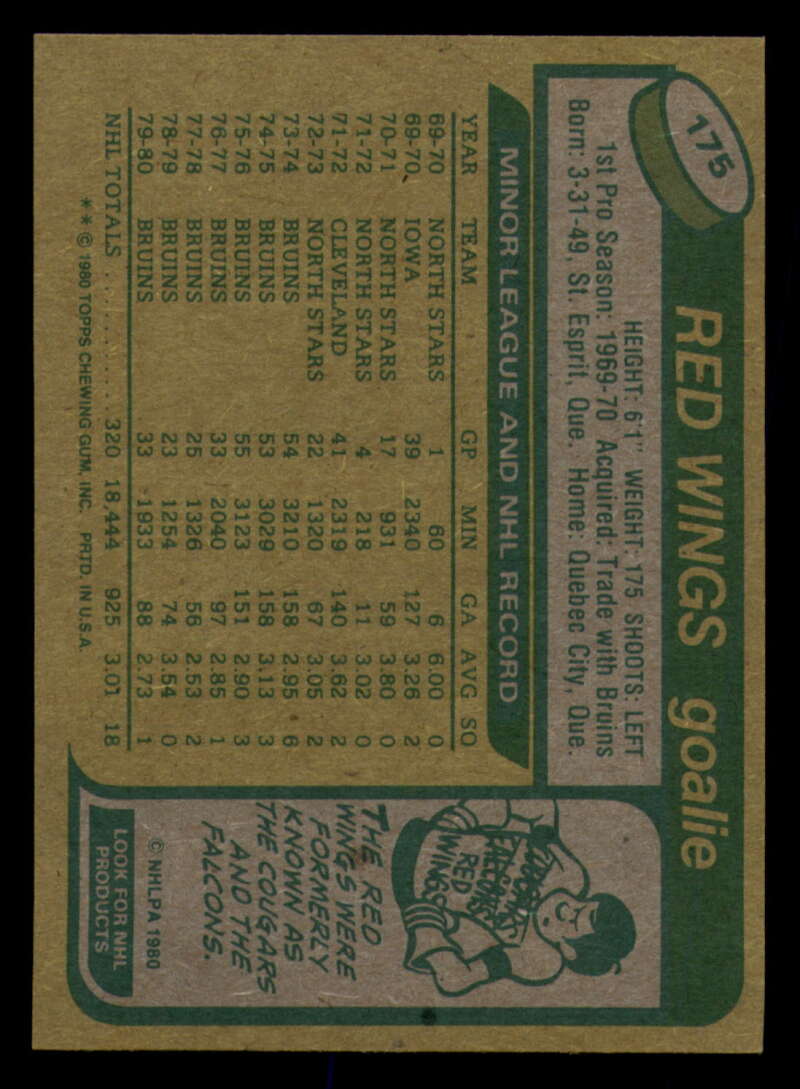 175
RED WINGS goalie
HEIGHT: 6'1" WEIGHT: 175 SHOOTS: LEFT
1st Pro Season: 1969-70 Acquired: Trade with Bruins
Born: 3-31-49, St. Esprit, Que. Home: Quebec City, Que.
MINOR LEAGUE AND NHL RECORD
YEAR TEAM GP MIN GA AVG SO
69-70 NORTH STARS 1 60 6 6.00 0
69-70 IOWA 39 2340 127 3.26 2
70-71 NORTH STARS 17 931 59 3.80 0
71-72 NORTH STARS 4 218 11 3.02 0
71-72 CLEVELAND 41 2319 140 3.62 2
72-73 NORTH STARS 22 1320 67 3.05 2
73-74 BRUINS 54 3210 158 2.95 6
74-75 BRUINS 53 3029 158 3.13 3
75-76 BRUINS 55 3123 151 2.90 3
76-77 BRUINS 33 2040 97 2.85 1
77-78 BRUINS 25 1326 56 2.53 2
78-79 BRUINS 23 1254 74 3.54 0
79-80 BRUINS 33 1933 88 2.73 1
NHL TOTALS .......... 320 18,444 925 3.01 18
** © 1980 TOPPS CHEWING GUM, INC. PRTD. IN U.S.A.
COUGARS
FALCONS
RED
WINGS
THE RED
WINGS WERE
FORMERLY
KNOWN AS
THE COUGARS
AND THE
FALCONS.
© NHLPA 1980
LOOK FOR NHL
PRODUCTS